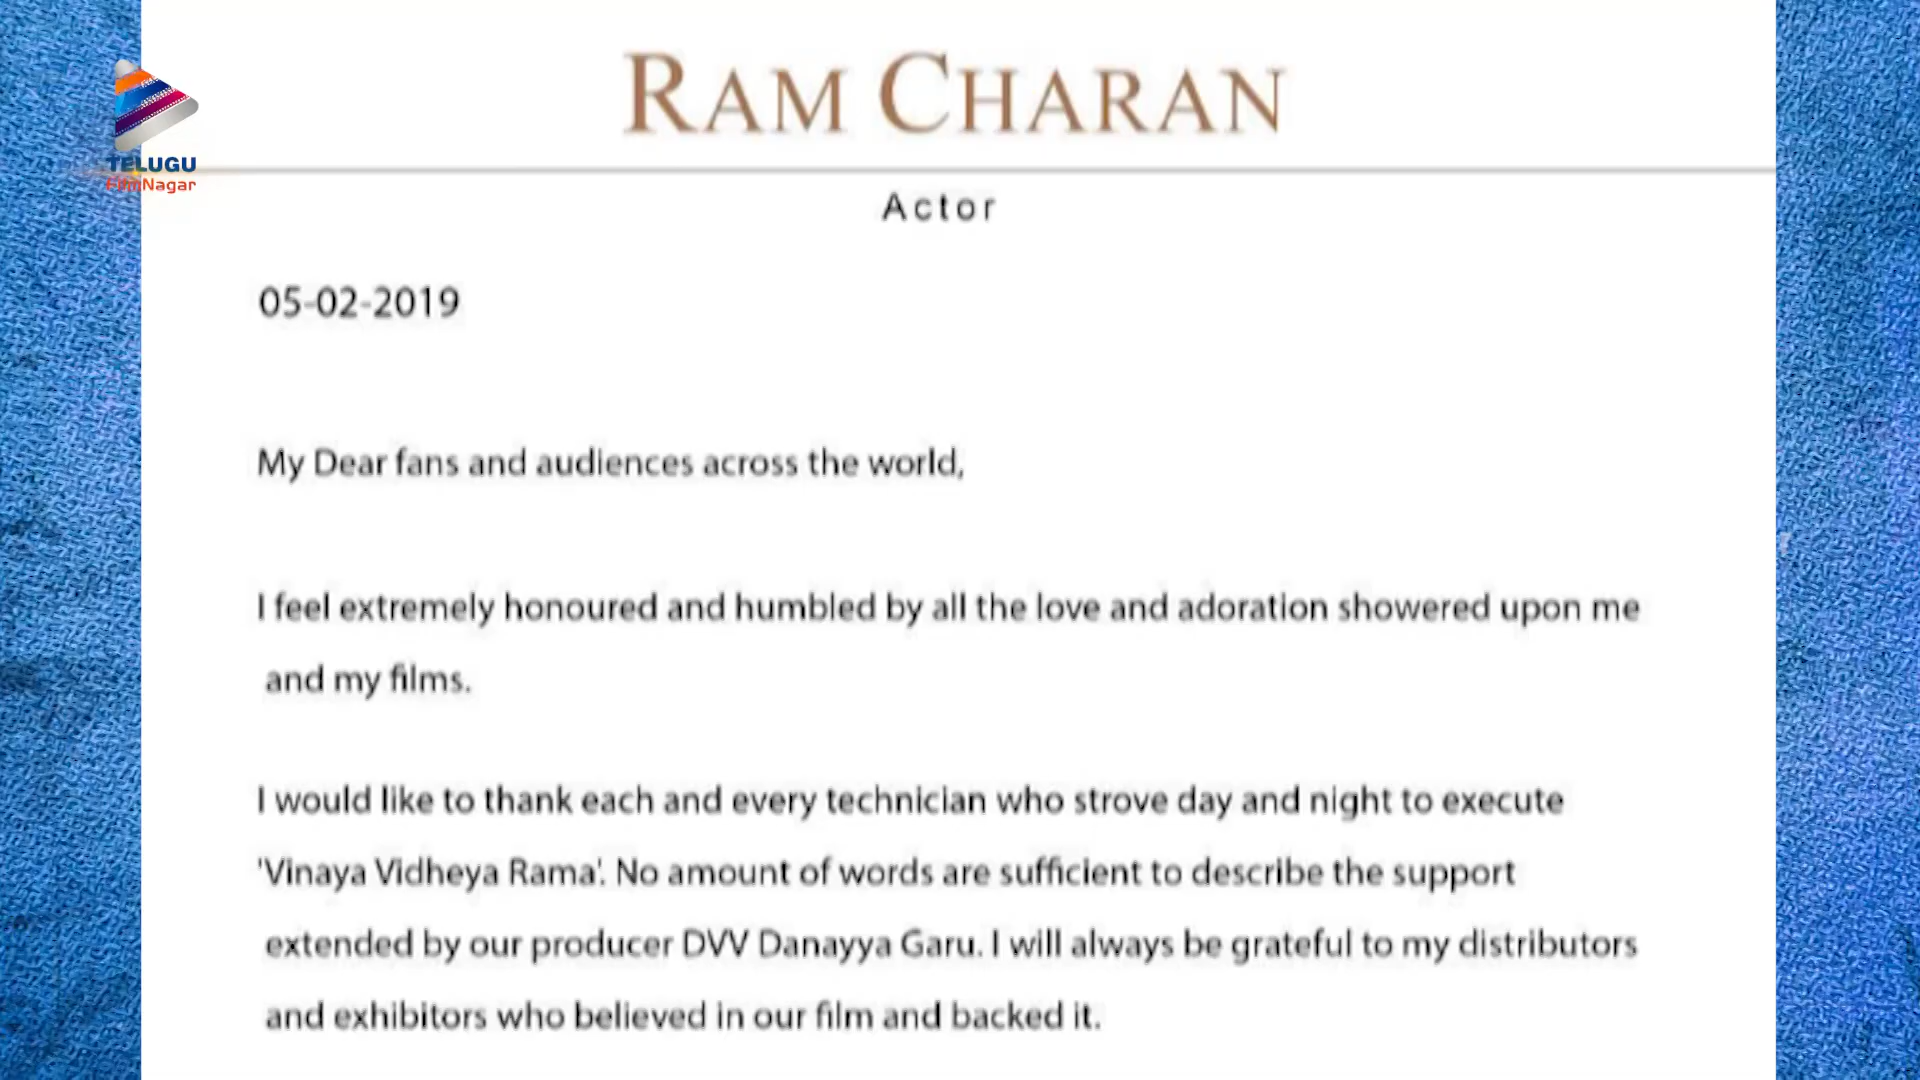 RAM CHARAN
TELUGU
FilmNagar
Actor
05-02-2019
My Dear fans and audiences across the world,
I feel extremely honoured and humbled by all the love and adoration showered upon me
and my films.
I would like to thank each and every technician who strove day and night to execute
'Vinaya Vidheya Rama'. No amount of words are sufficient to describe the support
extended by our producer DVV Danayya Garu. I will always be grateful to my distributors
and exhibitors who believed in our film and backed it.